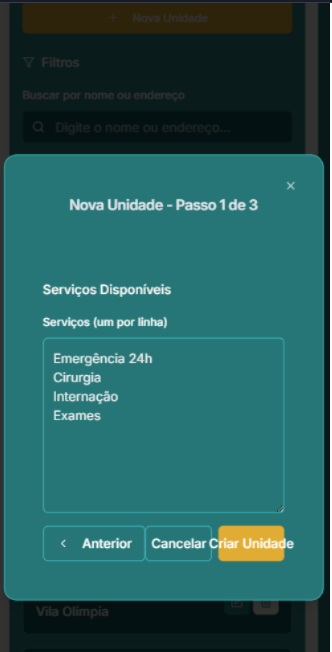 + Nova Unidade
Filtros
Buscar por nome ou endereço
Digite o nome ou endereço...
×
Nova Unidade - Passo 1 de 3
Serviços Disponíveis
Serviços (um por linha)
Emergência 24h
Cirurgia
Internação
Exames
< Anterior
Cancelar
Criar Unidade
Vila Olímpia